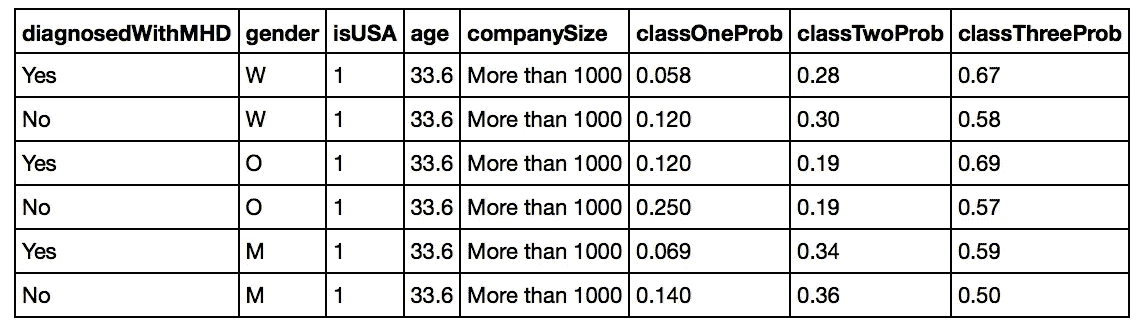 diagnosedWithMHD gender isUSA age companySize classOneProb classTwoProb classThreeProb
Yes W 1 33.6 More than 1000 0.058 0.28 0.67
No W 1 33.6 More than 1000 0.120 0.30 0.58
Yes O 1 33.6 More than 1000 0.120 0.19 0.69
No O 1 33.6 More than 1000 0.250 0.19 0.57
Yes M 1 33.6 More than 1000 0.069 0.34 0.59
No M 1 33.6 More than 1000 0.140 0.36 0.50